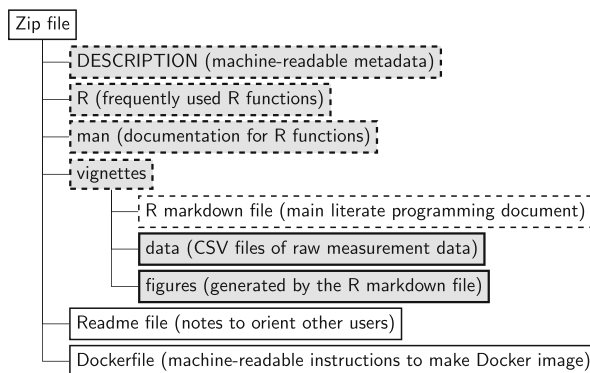 Zip file
DESCRIPTION (machine-readable metadata)
R (frequently used R functions)
man (documentation for R functions)
vignettes
R markdown file (main literate programming document)
data (CSV files of raw measurement data)
figures (generated by the R markdown file)
Readme file (notes to orient other users)
Dockerfile (machine-readable instructions to make Docker image)